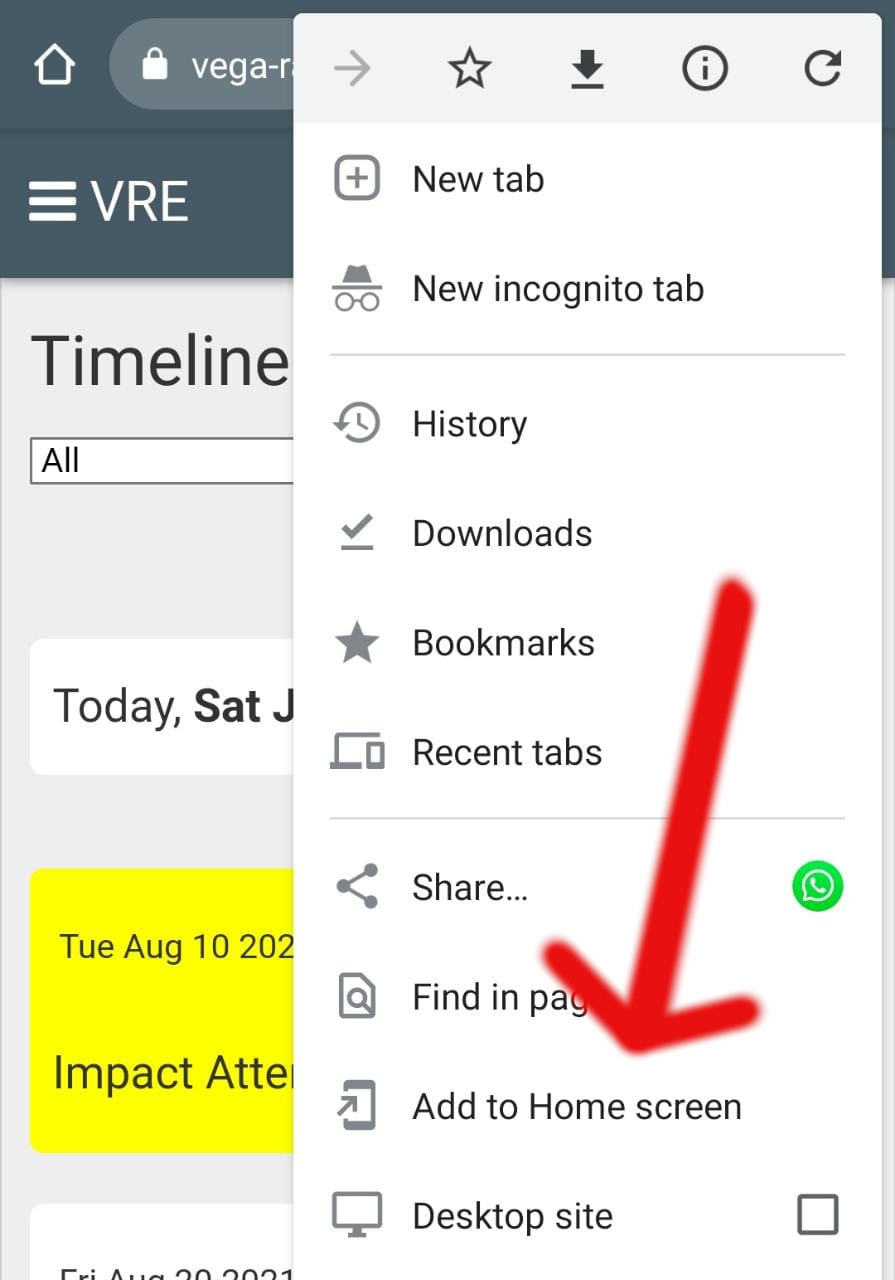 vega-r
VRE
Timeline
All
Today, Sat J
Tue Aug 10 202
Impact Atte
Fri Aug 20 2021
New tab
New incognito tab
History
Downloads
Bookmarks
Recent tabs
Share...
Find in pag
Add to Home screen
Desktop site